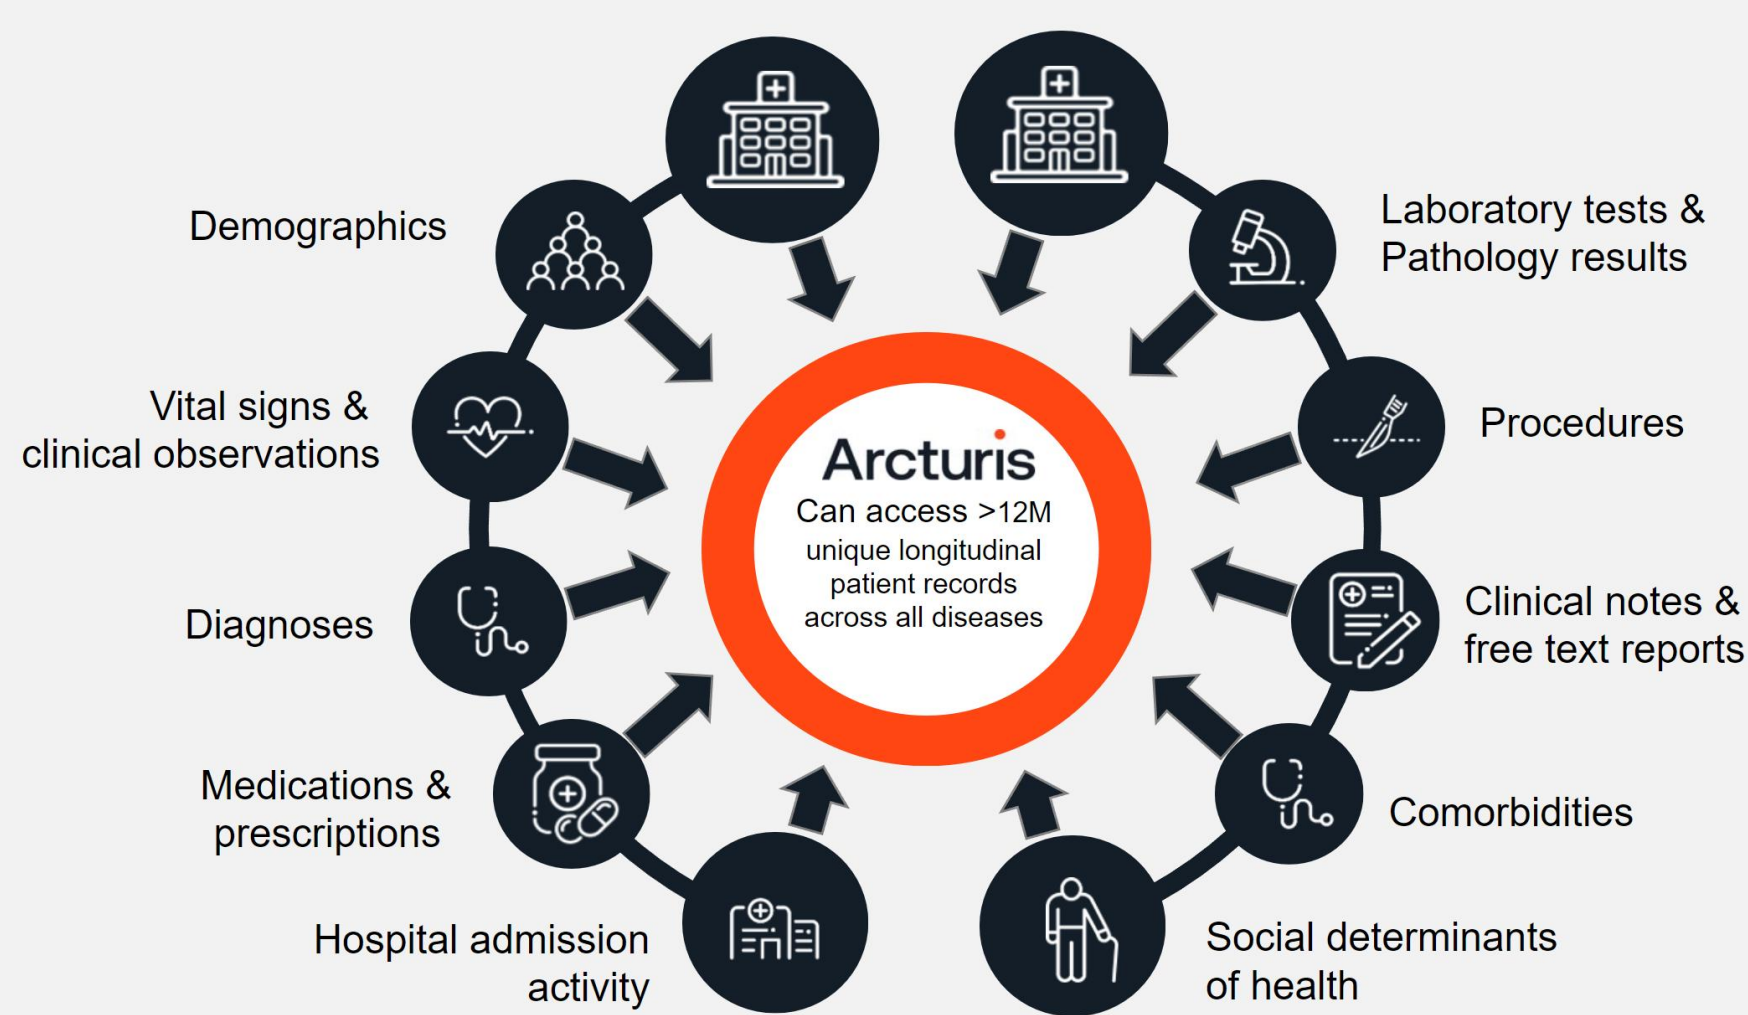 Demographics
Vital signs &
clinical observations
Diagnoses
Medications &
prescriptions
Hospital admission
activity
Arcturis
Can access >12M
unique longitudinal
patient records
across all diseases
Laboratory tests &
Pathology results
Procedures
Clinical notes &
free text reports
Comorbidities
Social determinants
of health